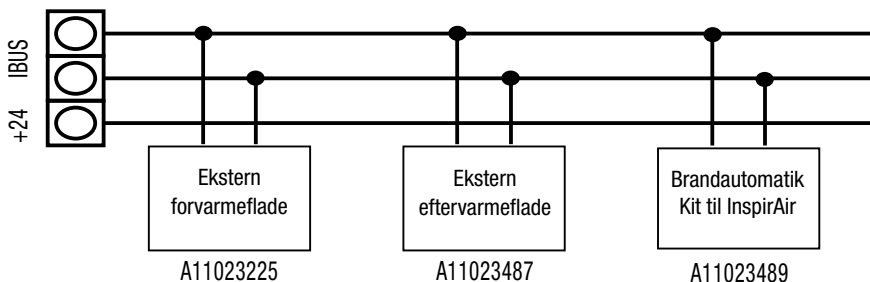 IBUS
+24
Ekstern
forvarmeflade
A11023225
Ekstern
eftervarmeflade
A11023487
Brandautomatik
Kit til InspirAir
A11023489